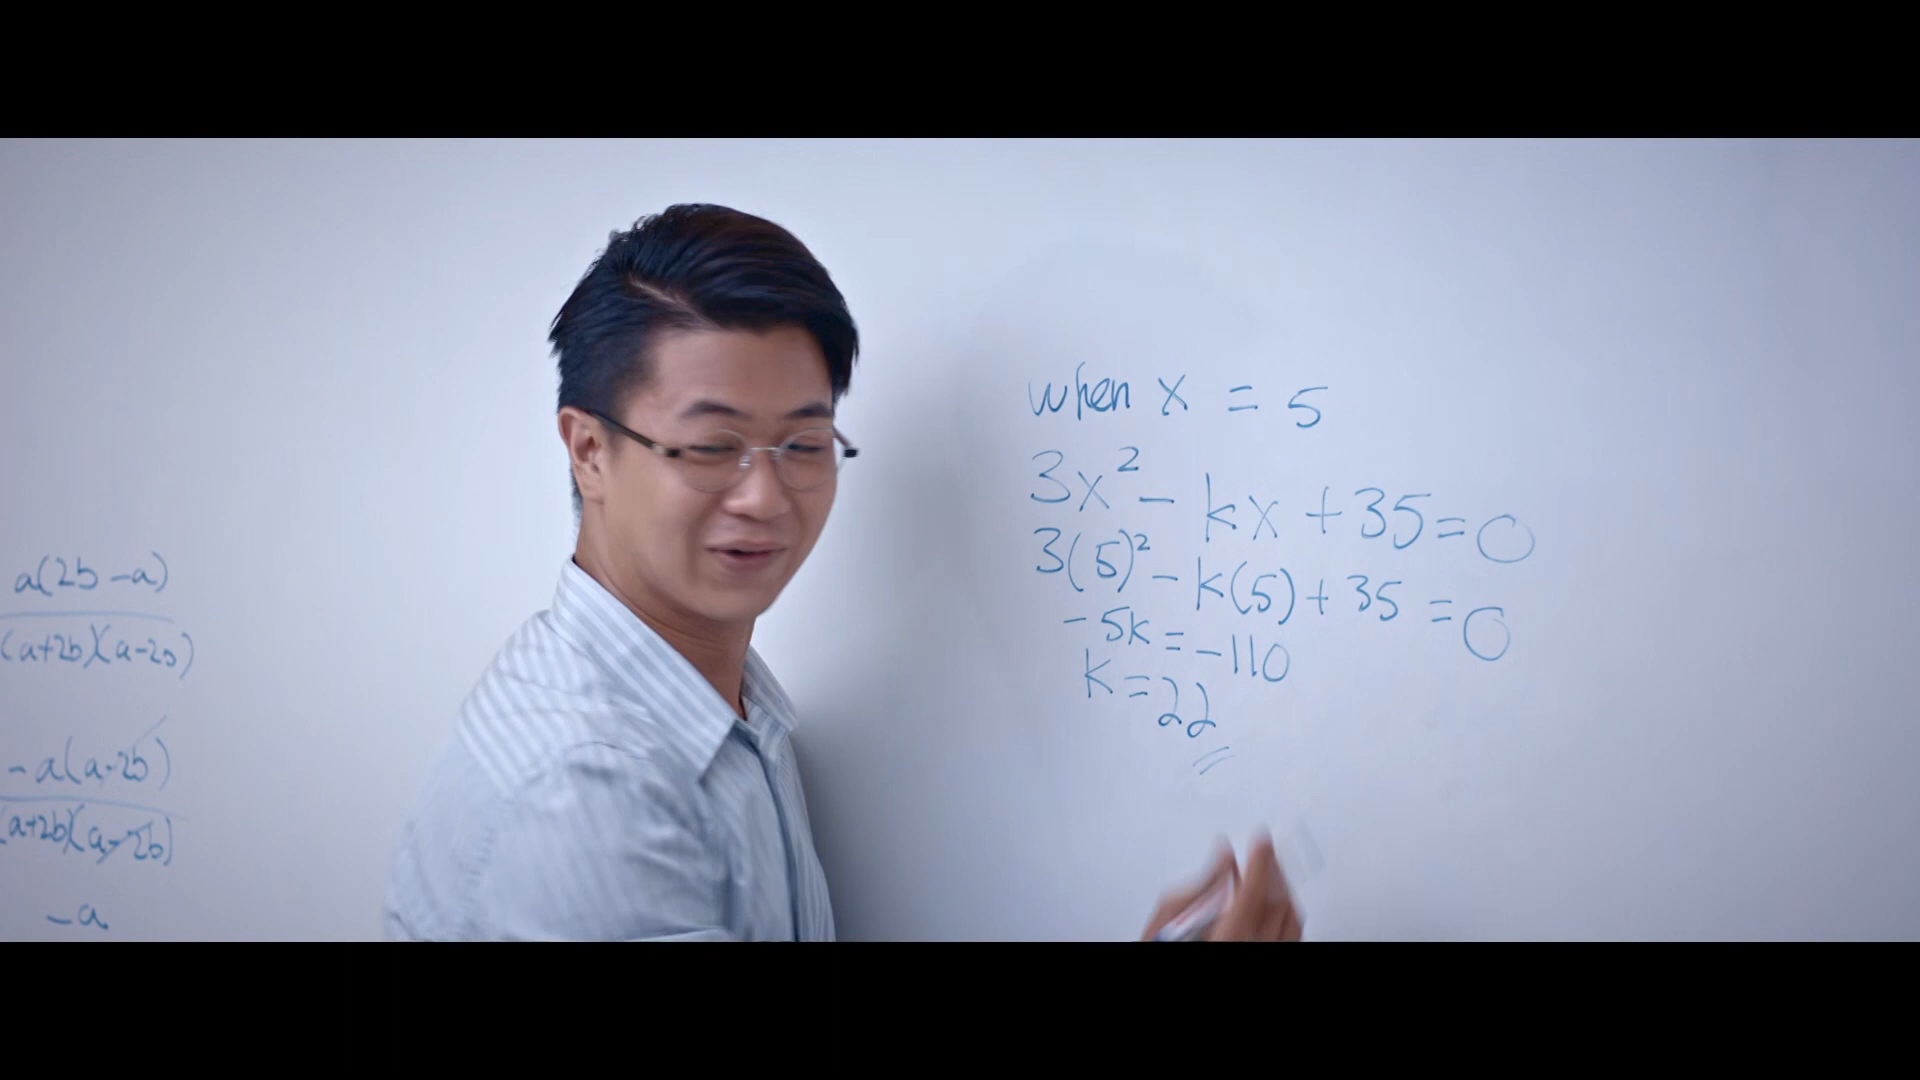 a(2b-a)
(a+2b)(a-2b)
-a(a-2b)
(a+2b)(a-2b)
-a
when x = 5
3x² - kx + 35 = 0
3(5)² - k(5) + 35 = 0
-5k = -110
k = 22